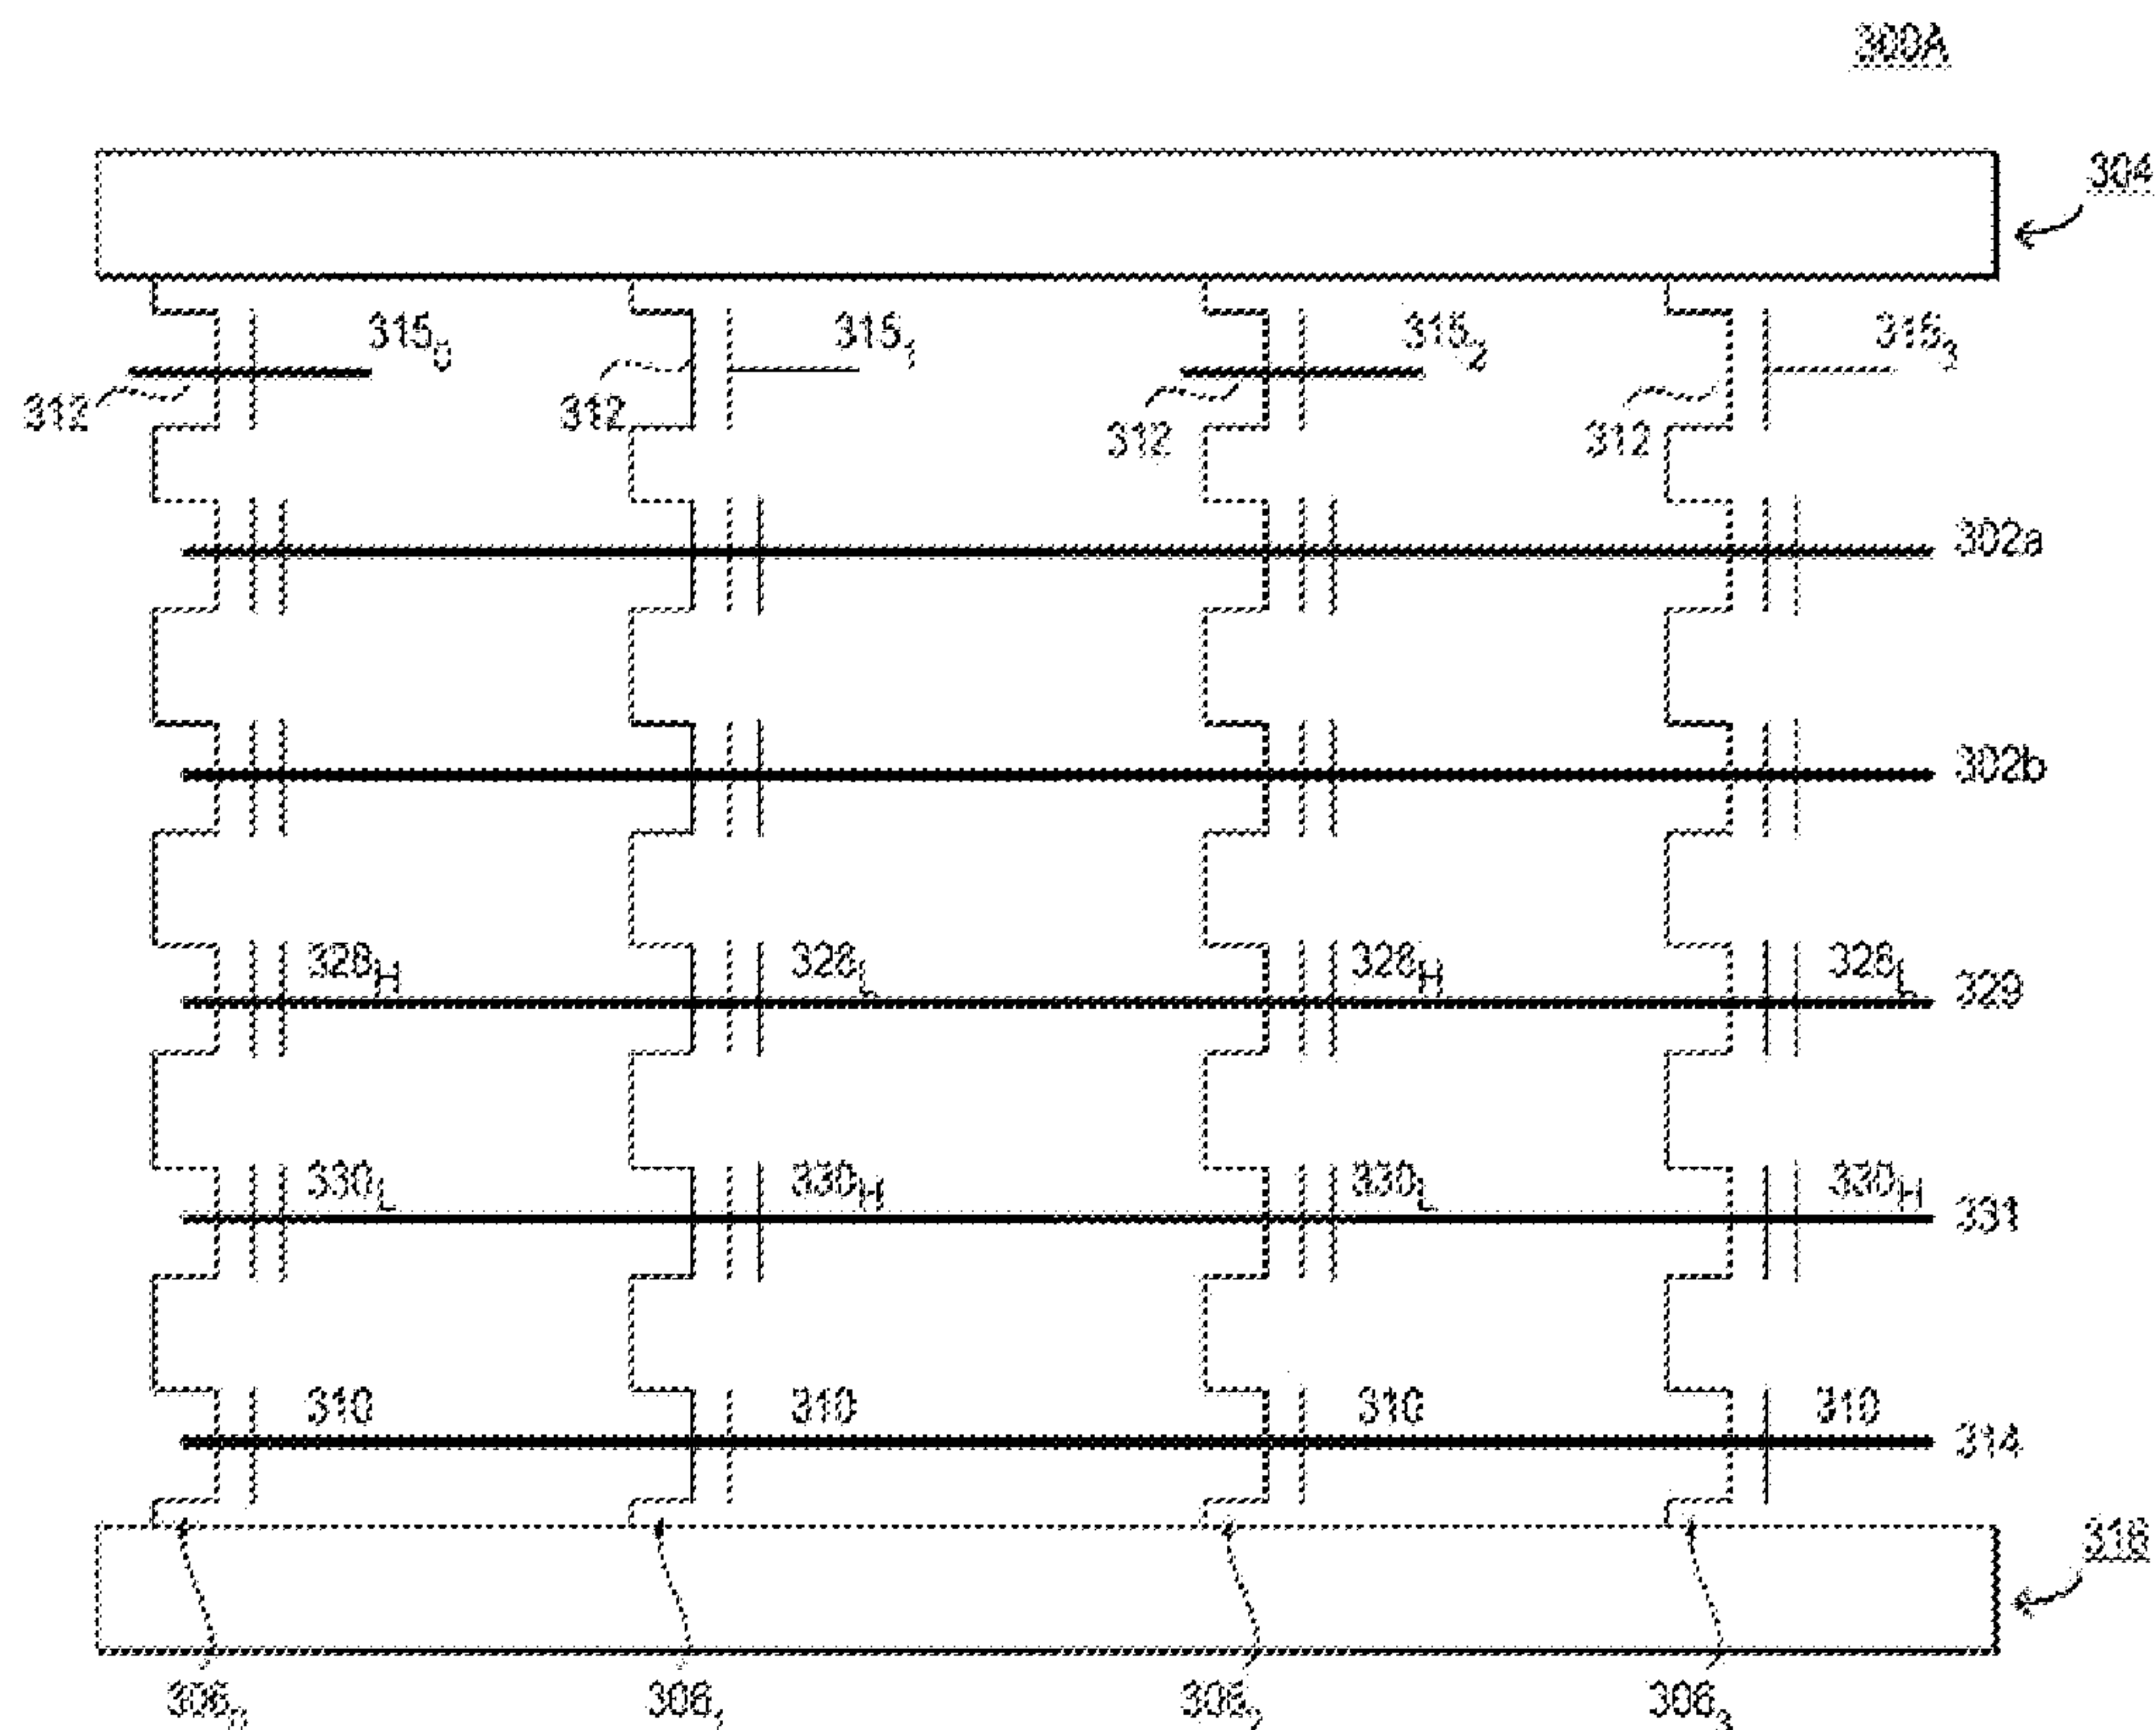 300A
304
315₀ 315₁ 315₂ 315₃
312 312 312 312
302a
302b
328H 328L 328H 328L 329
330L 330H 330L 330H 331
310 310 310 310 314
316
306₀ 306₁ 306₂ 306₃